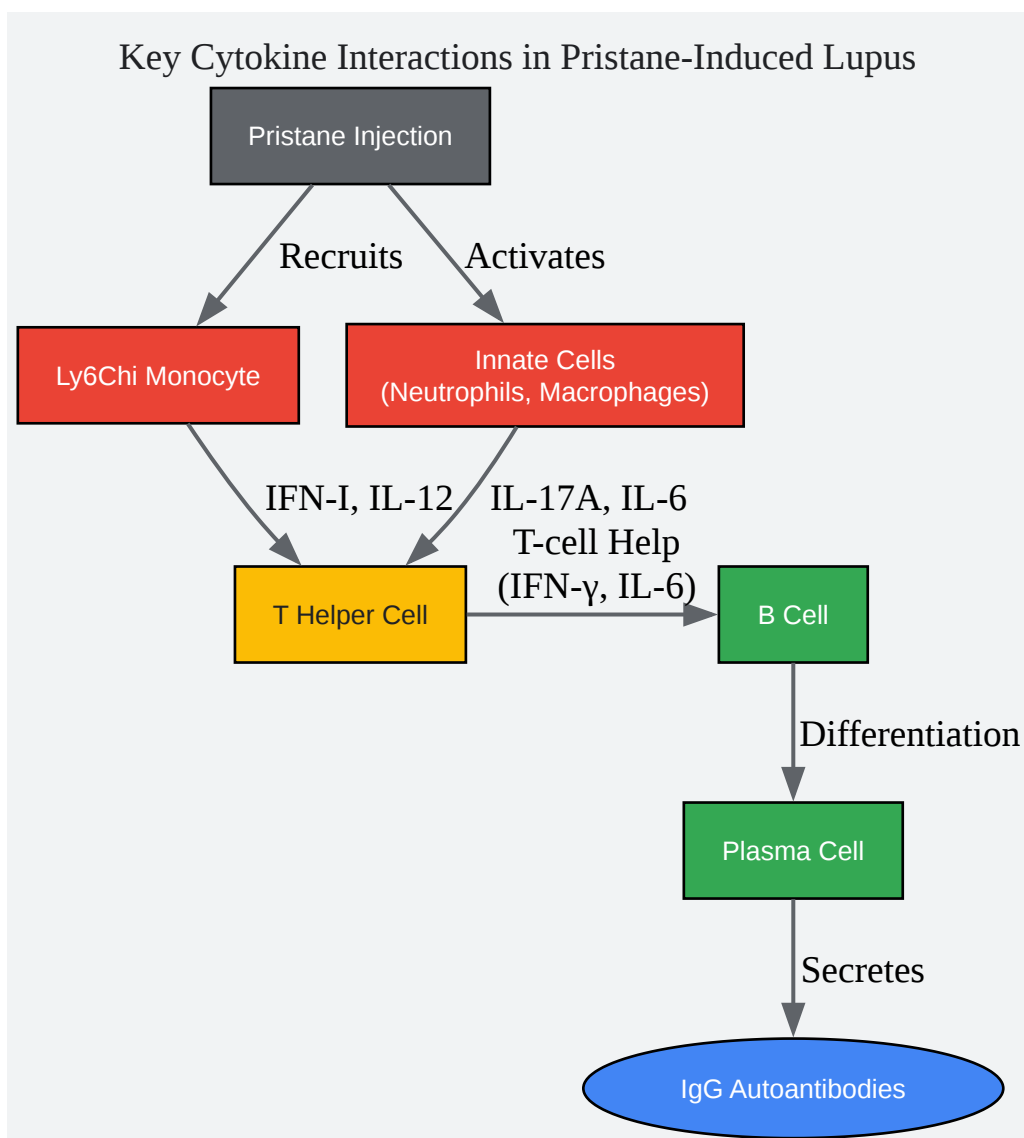 Key Cytokine Interactions in Pristane-Induced Lupus
Pristane Injection
Recruits
Activates
Ly6Chi Monocyte
Innate Cells
(Neutrophils, Macrophages)
IFN-I, IL-12
IL-17A, IL-6
T-cell Help
(IFN-γ, IL-6)
T Helper Cell
B Cell
Differentiation
Plasma Cell
Secretes
IgG Autoantibodies